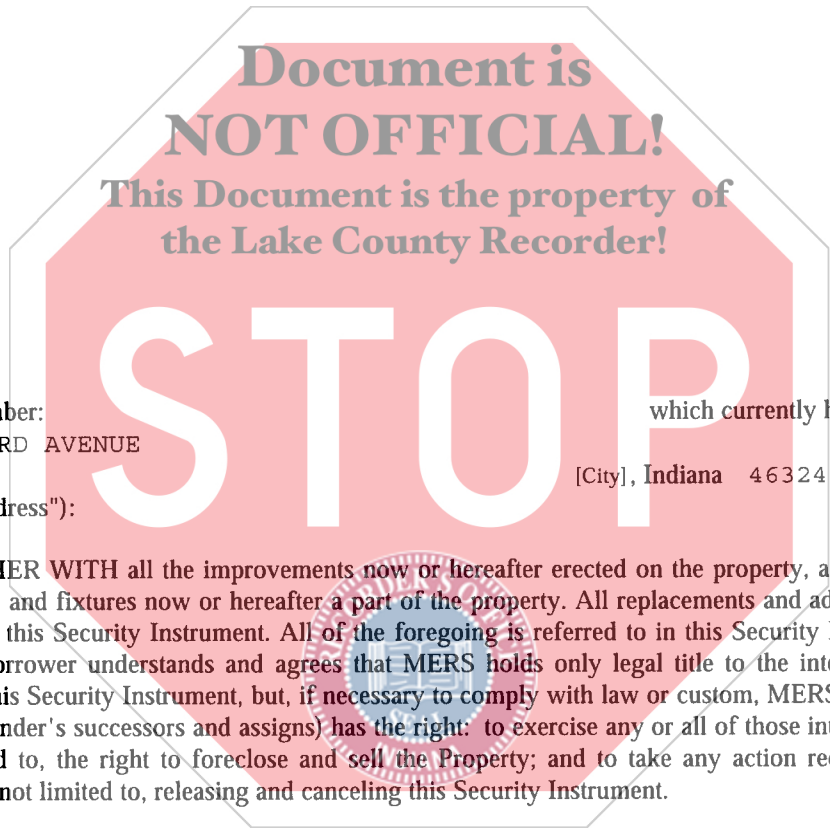 Document is
NOT OFFICIAL!
This Document is the property of
the Lake County Recorder!
STOP
ber: which currently h
RD AVENUE
[City], Indiana 46324
dress"):
ER WITH all the improvements now or hereafter erected on the property, a
and fixtures now or hereafter a part of the property. All replacements and ad
this Security Instrument. All of the foregoing is referred to in this Security
orrower understands and agrees that MERS holds only legal title to the inte
is Security Instrument, but, if necessary to comply with law or custom, MERS
nder's successors and assigns) has the right: to exercise any or all of those int
d to, the right to foreclose and sell the Property; and to take any action re
not limited to, releasing and canceling this Security Instrument.
RECORDER'S OFFICE
SEAL